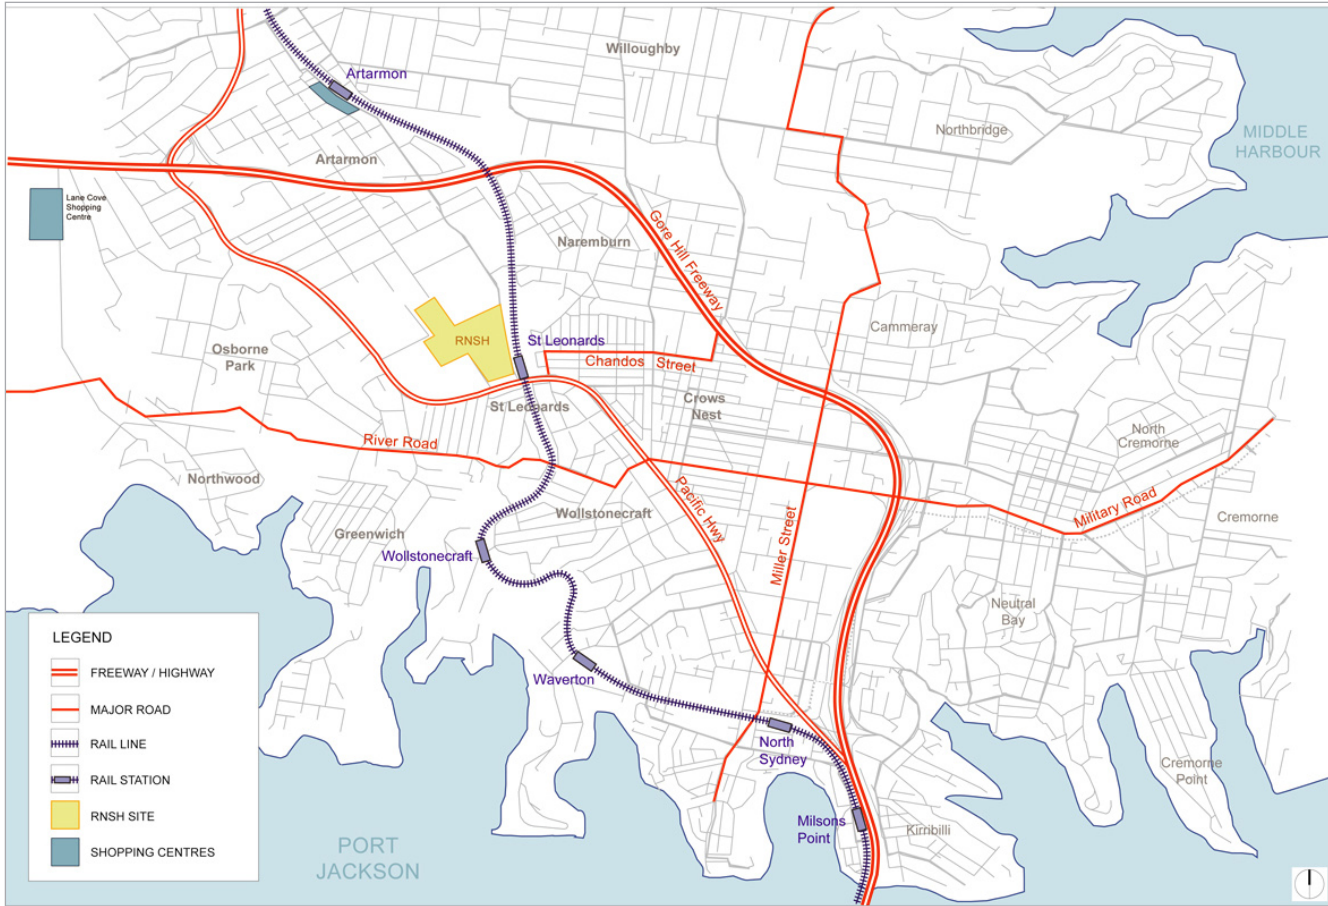 Willoughby
Artarmon
Northbridge
MIDDLE
HARBOUR
Artarmon
Lane Cove
Shopping
Centre
Gore Hill Freeway
Naremburn
Cammeray
RNSH
St Leonards
Chandos Street
Osborne
Park
St Leonards
Crows
Nest
River Road
North
Cremorne
Northwood
Pacific Hwy
Military Road
Wollstonecraft
Cremorne
Greenwich
Miller Street
Wollstonecraft
Neutral
Bay
LEGEND
FREEWAY / HIGHWAY
MAJOR ROAD
RAIL LINE
RAIL STATION
RNSH SITE
SHOPPING CENTRES
Waverton
North
Sydney
Cremorne
Point
Milsons
Point
Kirribilli
PORT
JACKSON